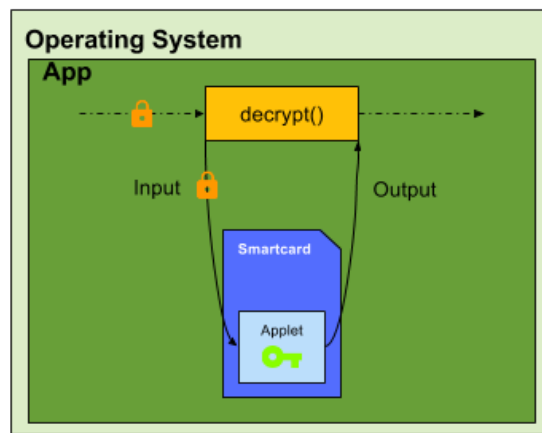 Operating System
App
decrypt()
Input
Output
Smartcard
Applet